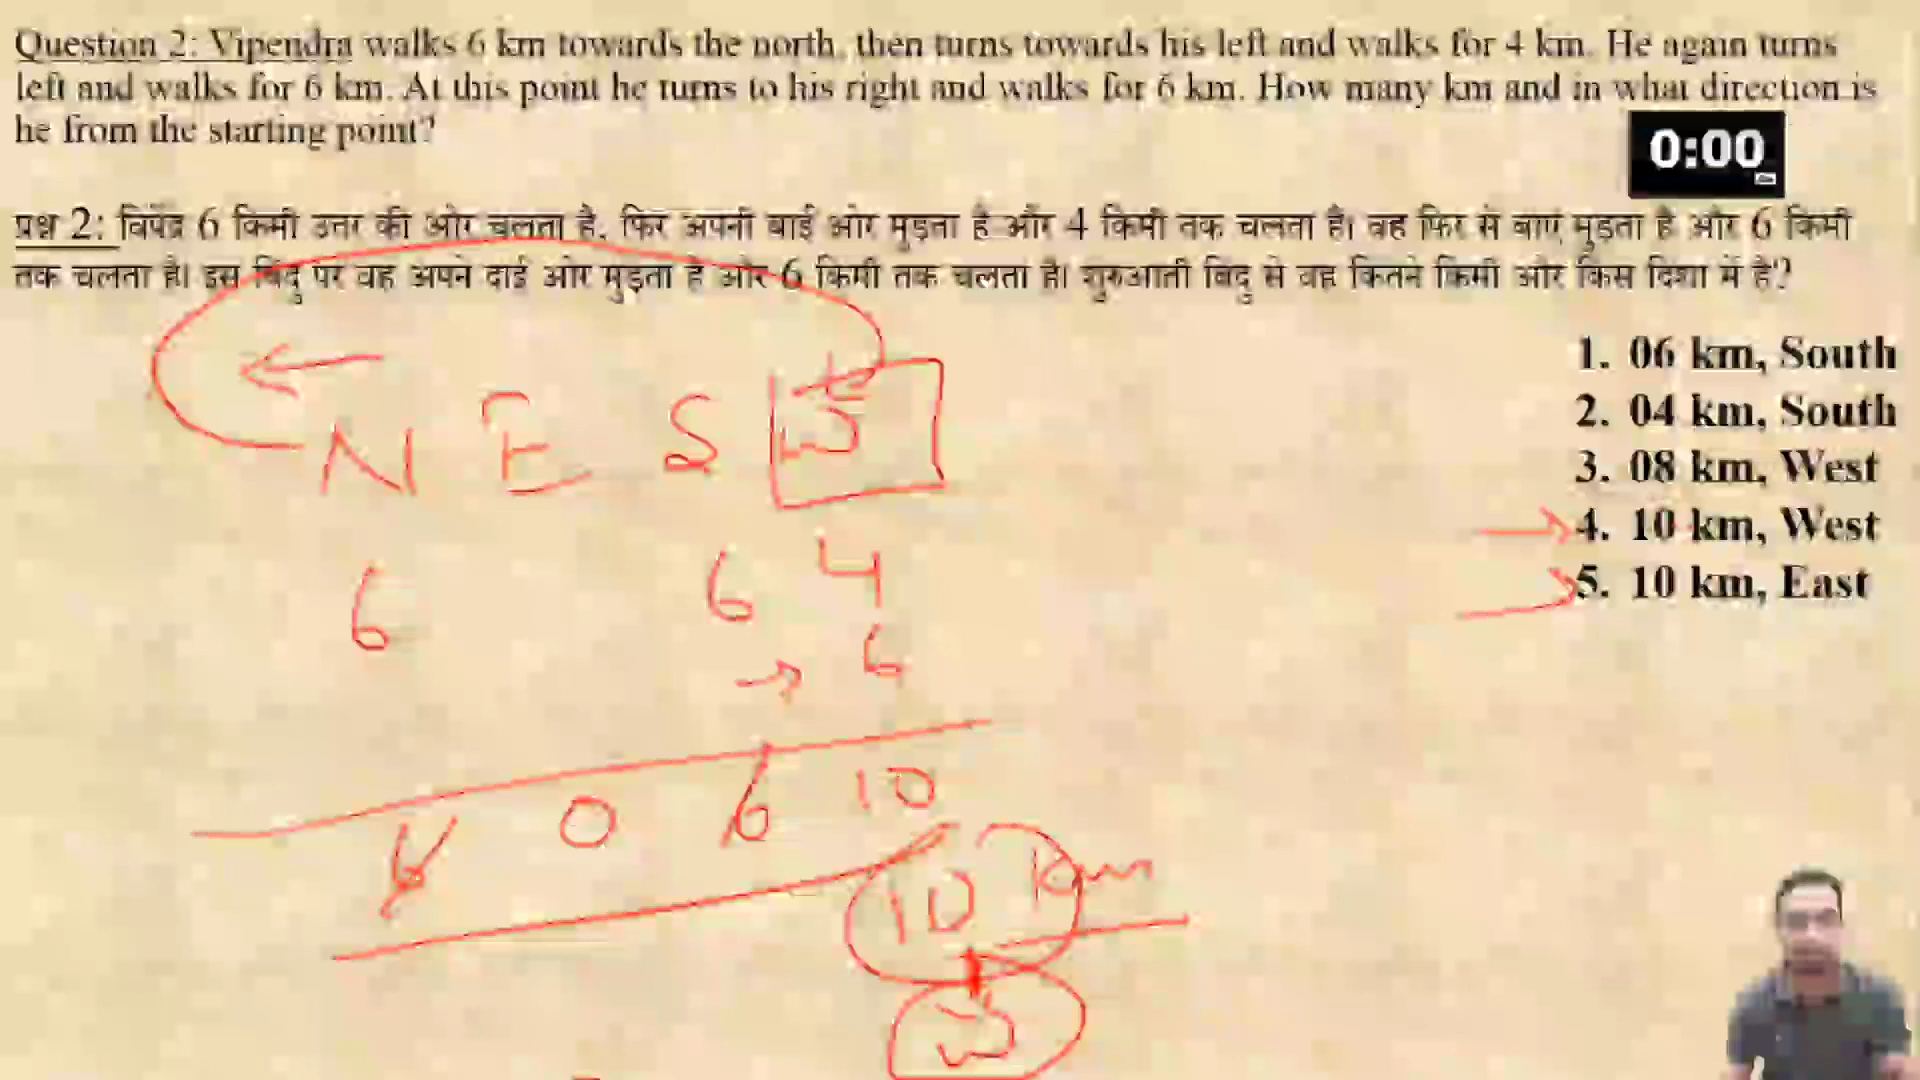 Question 2: Vipendra walks 6 km towards the north, then turns towards his left and walks for 4 km. He again turns
left and walks for 6 km. At this point he turns to his right and walks for 6 km. How many km and in what direction is
he from the starting point?
0:00
प्रश्न 2: विपेंद्र 6 किमी उत्तर की ओर चलता है, फिर अपनी बाईं ओर मुड़ता है और 4 किमी तक चलता है। वह फिर से बाएं मुड़ता है और 6 किमी
तक चलता है। इस बिंदु पर वह अपने दाईं ओर मुड़ता है और 6 किमी तक चलता है। शुरुआती बिंदु से वह कितने किमी और किस दिशा में है?
1. 06 km, South
2. 04 km, South
3. 08 km, West
4. 10 km, West
5. 10 km, East
N E S W
6 6 4
6
6 0 6 10
10 km
W